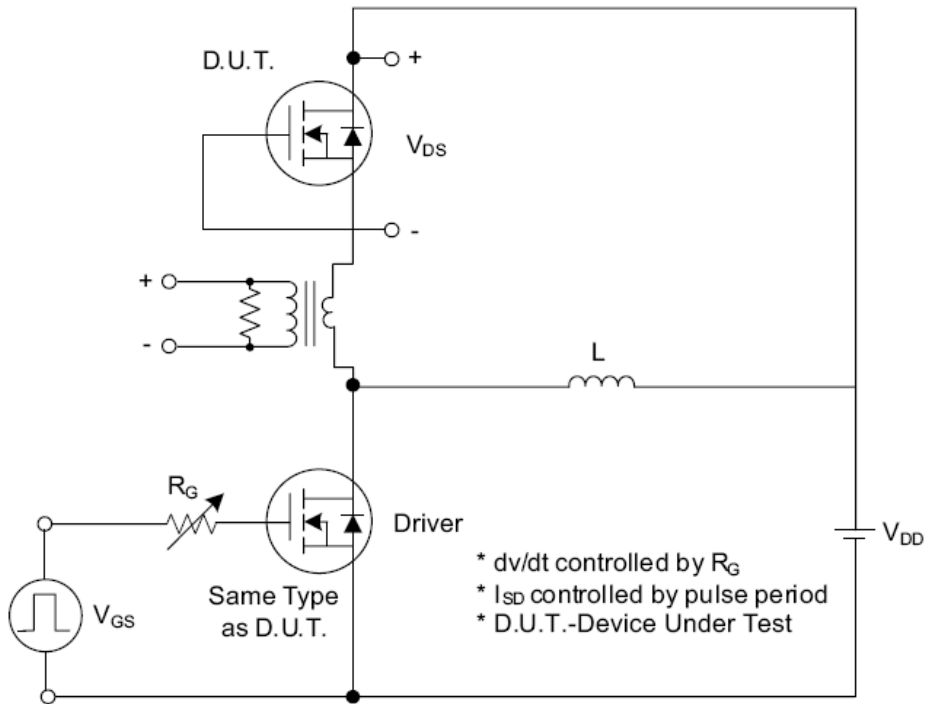 D.U.T.
+
VDS
-
+
-
L
RG
Driver
VDD
VGS
Same Type
as D.U.T.
* dv/dt controlled by RG
* ISD controlled by pulse period
* D.U.T.-Device Under Test